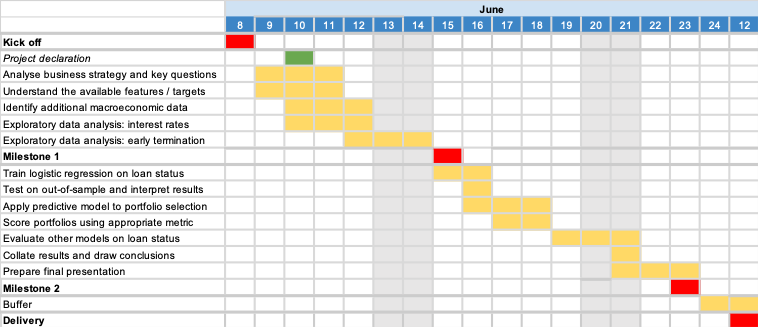 June
8 9 10 11 12 13 14 15 16 17 18 19 20 21 22 23 24 12
Kick off
Project declaration
Analyse business strategy and key questions
Understand the available features / targets
Identify additional macroeconomic data
Exploratory data analysis: interest rates
Exploratory data analysis: early termination
Milestone 1
Train logistic regression on loan status
Test on out-of-sample and interpret results
Apply predictive model to portfolio selection
Score portfolios using appropriate metric
Evaluate other models on loan status
Collate results and draw conclusions
Prepare final presentation
Milestone 2
Buffer
Delivery